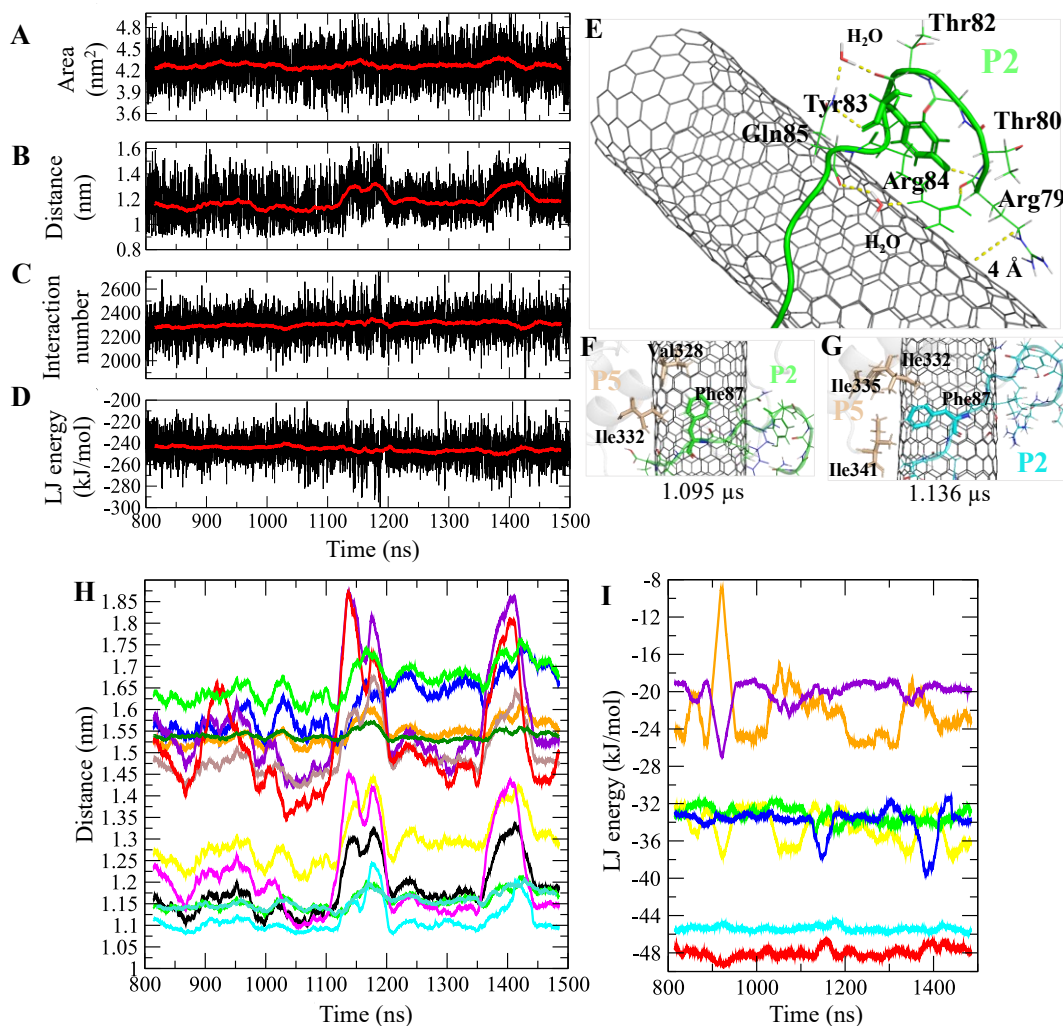 A
Area
(nm²)
4.8
4.5
4.2
3.9
3.6
B
Distance
(nm)
1.6
1.4
1.2
1
0.8
C
Interaction
number
2600
2400
2200
2000
D
LJ energy
(kJ/mol)
-200
-220
-240
-260
-280
-300
800 900 1000 1100 1200 1300 1400 1500
Time (ns)
E
Thr82
H₂O
P2
Tyr83
Gln85
Thr80
Arg84
Arg79
H₂O
4 Å
F
Val328
P5
Phe87
P2
Ile332
1.095 µs
G
Ile332
Ile335
P5
Phe87
Ile341
P2
1.136 µs
H
Distance (nm)
1.85
1.8
1.75
1.7
1.65
1.6
1.55
1.5
1.45
1.4
1.35
1.3
1.25
1.2
1.15
1.1
1.05
1
800 900 1000 1100 1200 1300 1400 1500
Time (ns)
I
LJ energy (kJ/mol)
-8
-12
-16
-20
-24
-28
-32
-36
-40
-44
-48
800 1000 1200 1400
Time (ns)